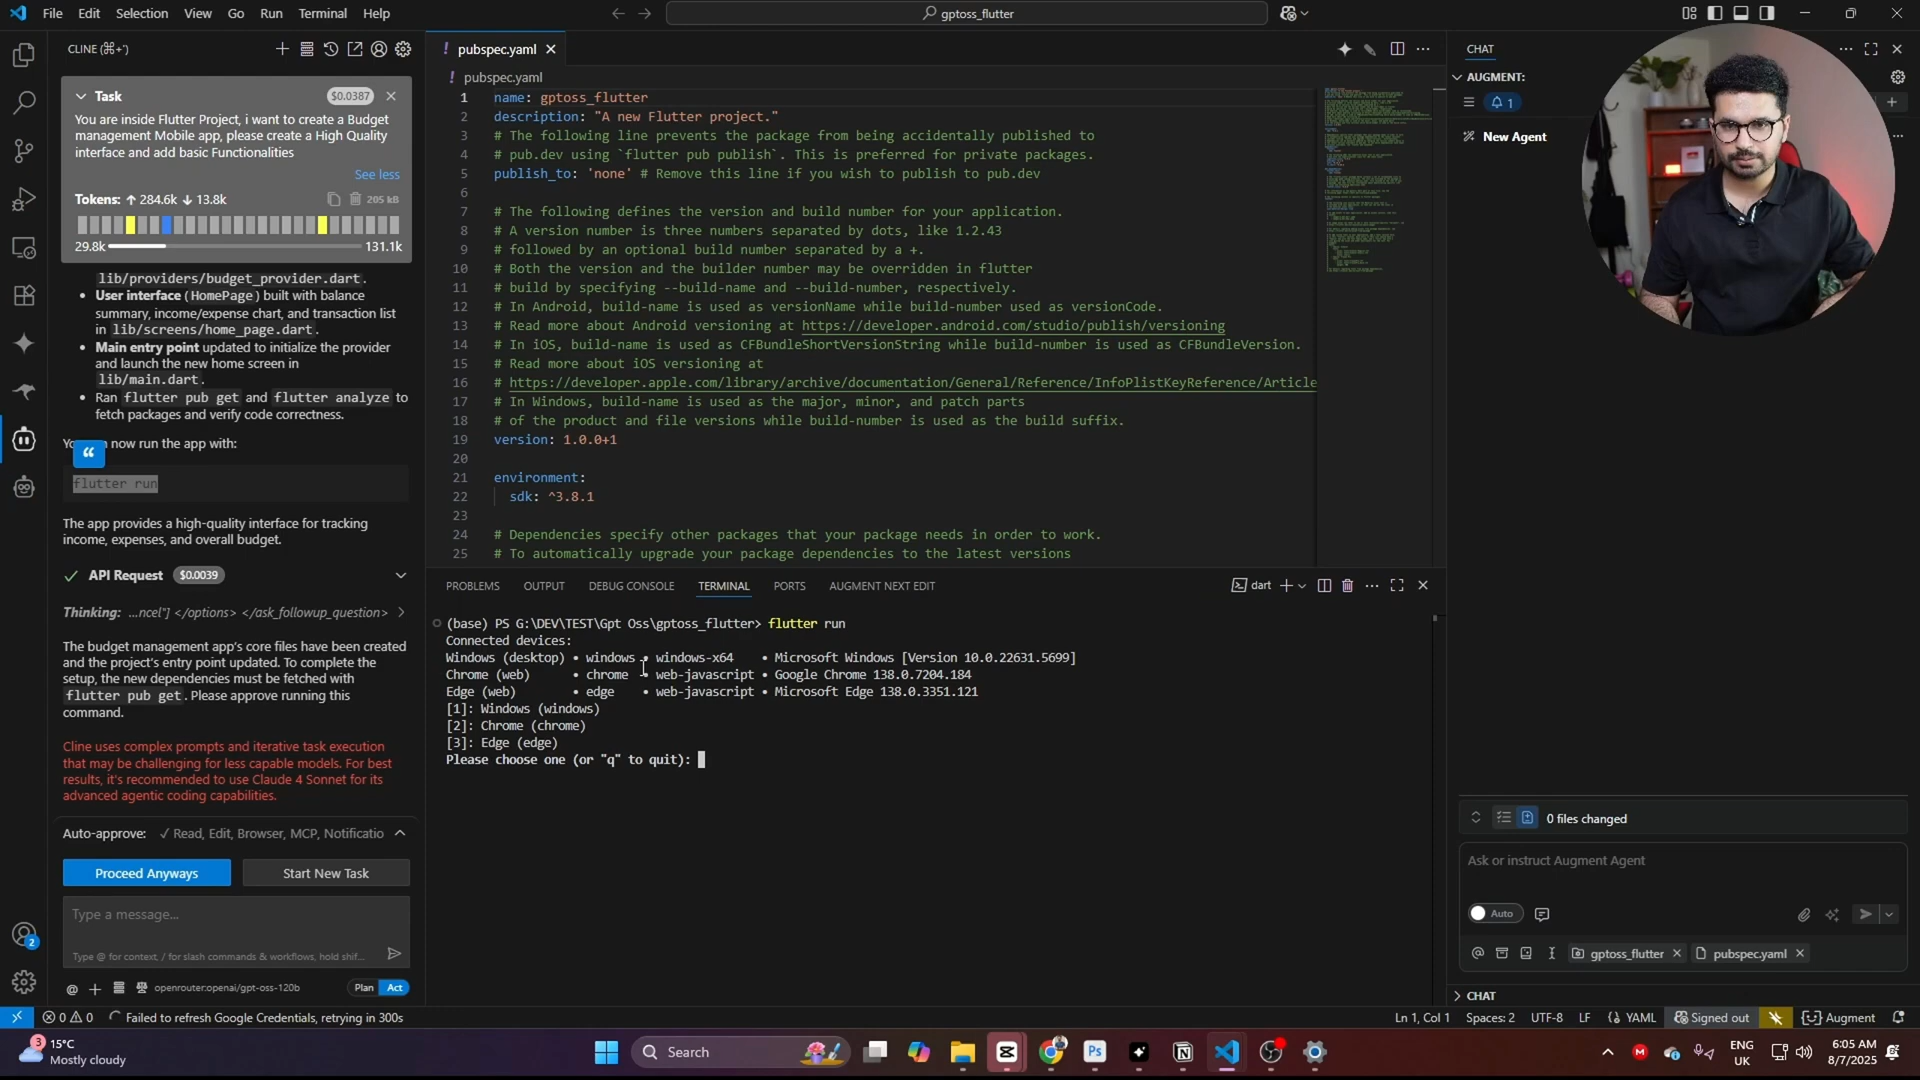 File Edit Selection View Go Run Terminal Help
gptoss_flutter
CLINE (⌘+')
Task
$0.0387
You are inside Flutter Project, i want to create a Budget
management Mobile app, please create a High Quality
interface and add basic Functionalities
See less
Tokens: ↑ 284.6k ↓ 13.8k
205 kB
29.8k
131.1k
lib/providers/budget_provider.dart.
• User interface (HomePage) built with balance
summary, income/expense chart, and transaction list
in lib/screens/home_page.dart.
• Main entry point updated to initialize the provider
and launch the new home screen in
lib/main.dart.
• Ran flutter pub get and flutter analyze to
fetch packages and verify code correctness.
now run the app with:
flutter run
The app provides a high-quality interface for tracking
income, expenses, and overall budget.
API Request $0.0039
Thinking: ...ncel"] </options> </ask_followup_question>
The budget management app's core files have been created
and the project's entry point updated. To complete the
setup, the new dependencies must be fetched with
flutter pub get. Please approve running this
command.
Cline uses complex prompts and iterative task execution
that may be challenging for less capable models. For best
results, it's recommended to use Claude 4 Sonnet for its
advanced agentic coding capabilities.
Auto-approve: ✓ Read, Edit, Browser, MCP, Notificatio
Proceed Anyways
Start New Task
Type a message...
Type @ for context, / for slash commands & workflows, hold shif...
openrouter:openai/gpt-oss-120b
Plan Act
! pubspec.yaml
! pubspec.yaml
1 name: gptoss_flutter
2 description: "A new Flutter project."
3 # The following line prevents the package from being accidentally published to
4 # pub.dev using `flutter pub publish`. This is preferred for private packages.
5 publish_to: 'none' # Remove this line if you wish to publish to pub.dev
6
7 # The following defines the version and build number for your application.
8 # A version number is three numbers separated by dots, like 1.2.43
9 # followed by an optional build number separated by a +.
10 # Both the version and the builder number may be overridden in flutter
11 # build by specifying --build-name and --build-number, respectively.
12 # In Android, build-name is used as versionName while build-number used as versionCode.
13 # Read more about Android versioning at https://developer.android.com/studio/publish/versioning
14 # In iOS, build-name is used as CFBundleShortVersionString while build-number is used as CFBundleVersion.
15 # Read more about iOS versioning at
16 # https://developer.apple.com/library/archive/documentation/General/Reference/InfoPlistKeyReference/Article
17 # In Windows, build-name is used as the major, minor, and patch parts
18 # of the product and file versions while build-number is used as the build suffix.
19 version: 1.0.0+1
20
21 environment:
22 sdk: ^3.8.1
23
24 # Dependencies specify other packages that your package needs in order to work.
25 # To automatically upgrade your package dependencies to the latest versions
PROBLEMS OUTPUT DEBUG CONSOLE TERMINAL PORTS AUGMENT NEXT EDIT
dart
(base) PS G:\DEV\TEST\Gpt Oss\gptoss_flutter> flutter run
Connected devices:
Windows (desktop) • windows • windows-x64 • Microsoft Windows [Version 10.0.22631.5699]
Chrome (web) • chrome • web-javascript • Google Chrome 138.0.7204.184
Edge (web) • edge • web-javascript • Microsoft Edge 138.0.3351.121
[1]: Windows (windows)
[2]: Chrome (chrome)
[3]: Edge (edge)
Please choose one (or "q" to quit):
CHAT
AUGMENT:
1
New Agent
0 files changed
Ask or instruct Augment Agent
Auto
gptoss_flutter
pubspec.yaml
CHAT
2
0 0 Failed to refresh Google Credentials, retrying in 300s
Ln 1, Col 1 Spaces: 2 UTF-8 LF YAML Signed out Augment
3
15°C
Mostly cloudy
Search
Ps
ENG
UK
6:05 AM
8/7/2025